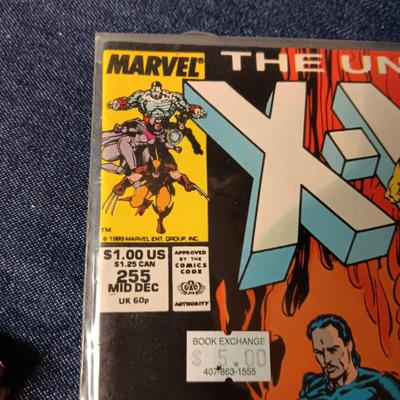 MARVEL®
THE UN
X-
TM
© 1989 MARVEL ENT. GROUP, INC.
$1.00 US
$1.25 CAN
255
MID DEC
UK 60p
APPROVED
BY THE
COMICS
CODE
AUTHORITY
BOOK EXCHANGE
$ 5.00
407-863-1555